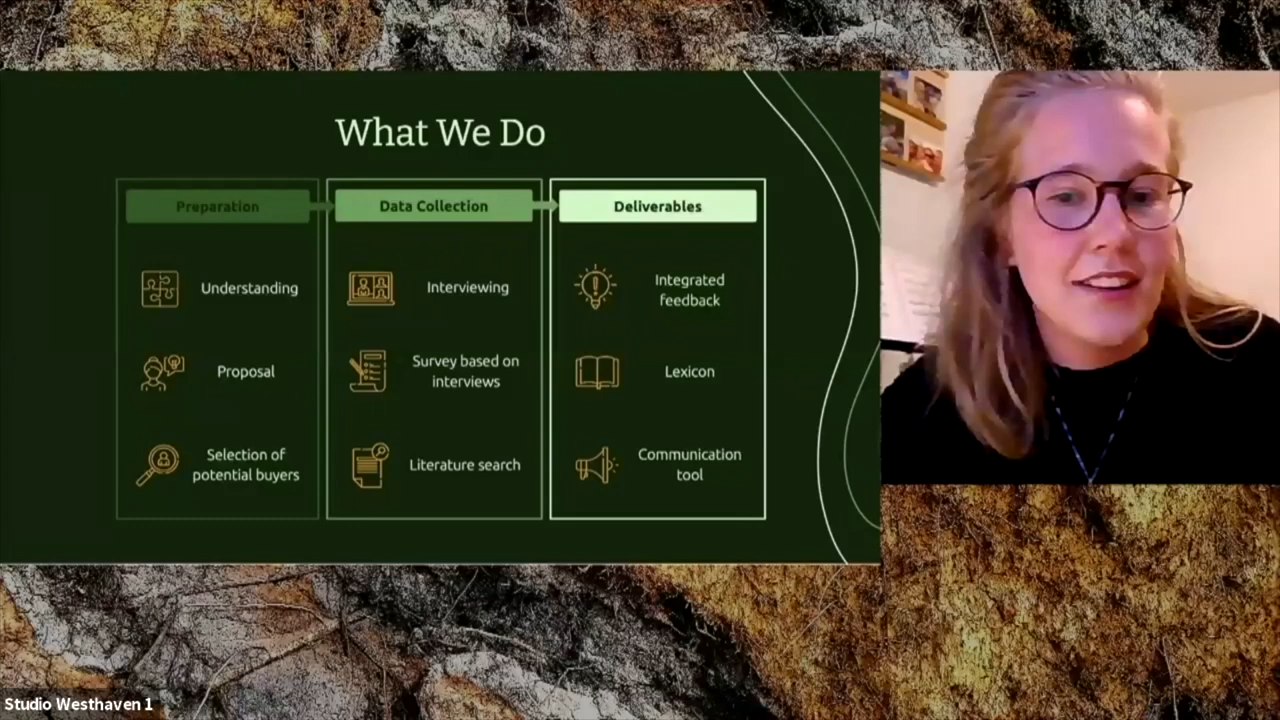 What We Do
Preparation
Data Collection
Deliverables
Understanding
Interviewing
Integrated
feedback
Proposal
Survey based on
interviews
Lexicon
Selection of
potential buyers
Literature search
Communication
tool
Studio Westhaven 1